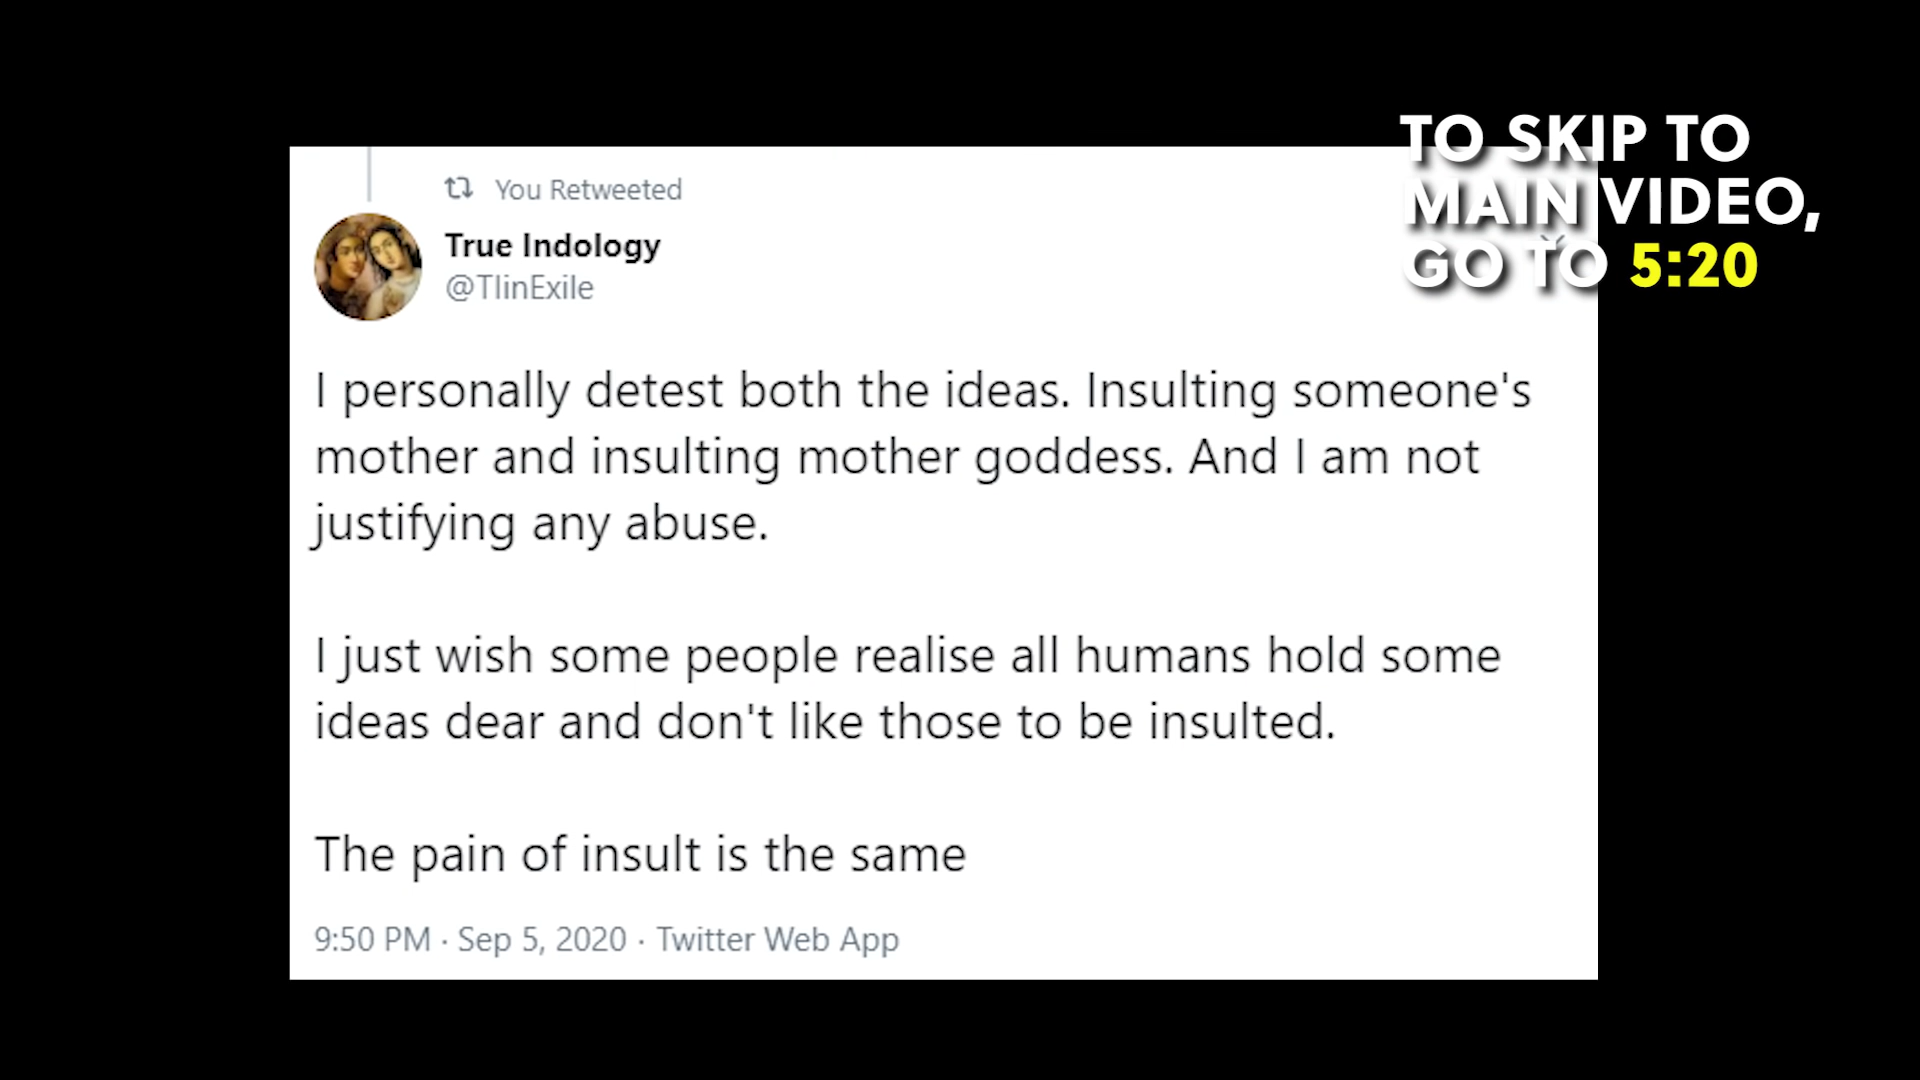 You Retweeted
True Indology
@TIinExile
I personally detest both the ideas. Insulting someone's
mother and insulting mother goddess. And I am not
justifying any abuse.
I just wish some people realise all humans hold some
ideas dear and don't like those to be insulted.
The pain of insult is the same
9:50 PM · Sep 5, 2020 · Twitter Web App
TO SKIP TO
MAIN VIDEO,
GO TO 5:20